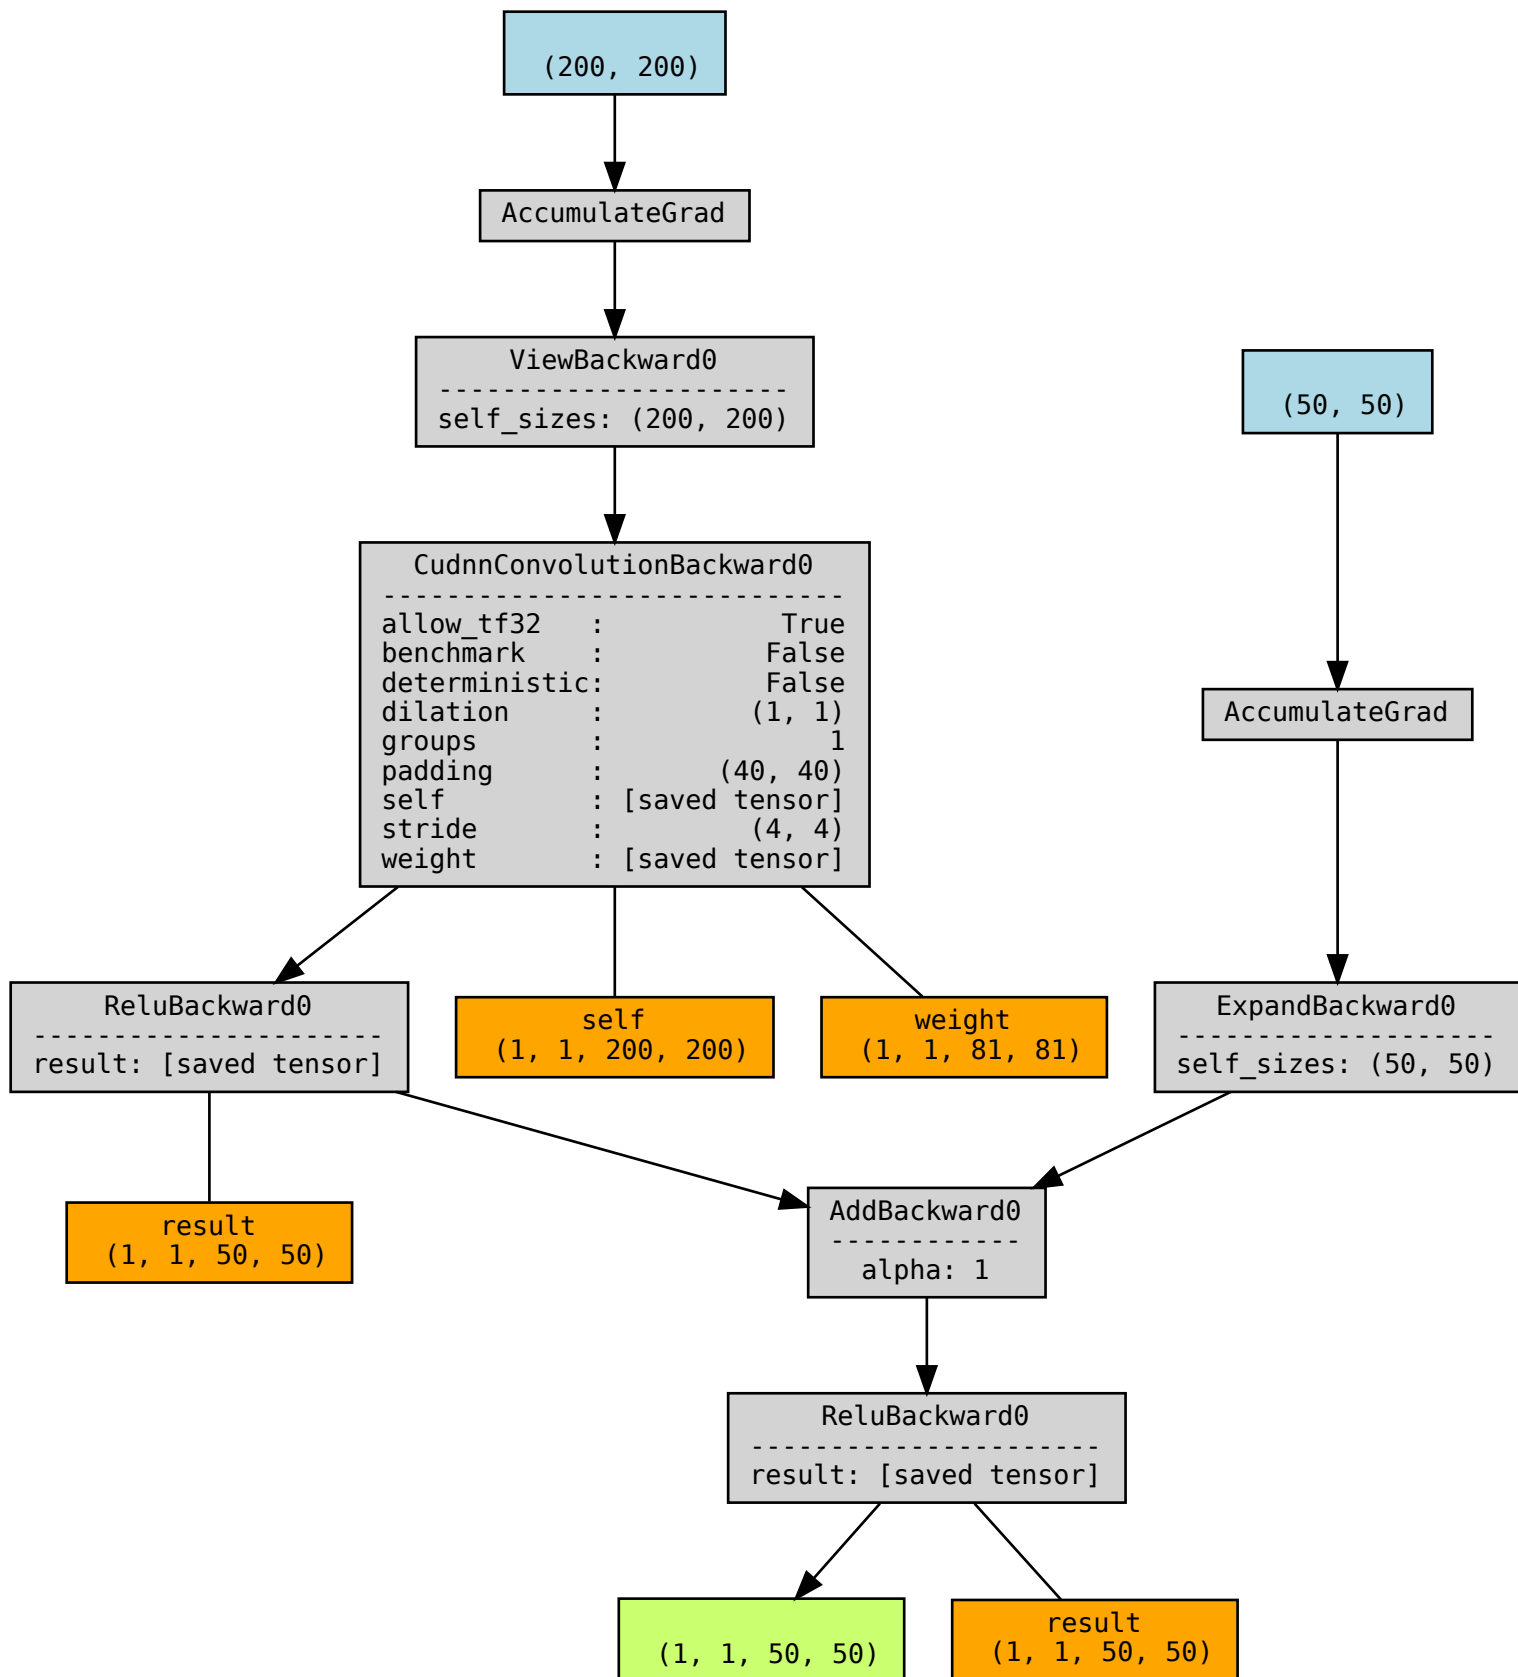 (200, 200)
AccumulateGrad
ViewBackward0
----------------------
self_sizes: (200, 200)
(50, 50)
CudnnConvolutionBackward0
-----------------------------
allow_tf32   :           True
benchmark    :          False
deterministic:          False
dilation     :         (1, 1)
groups       :              1
padding      :       (40, 40)
self         : [saved tensor]
stride       :         (4, 4)
weight       : [saved tensor]
AccumulateGrad
ReluBackward0
----------------------
result: [saved tensor]
self
(1, 1, 200, 200)
weight
(1, 1, 81, 81)
ExpandBackward0
--------------------
self_sizes: (50, 50)
result
(1, 1, 50, 50)
AddBackward0
------------
alpha: 1
ReluBackward0
----------------------
result: [saved tensor]
(1, 1, 50, 50)
result
(1, 1, 50, 50)